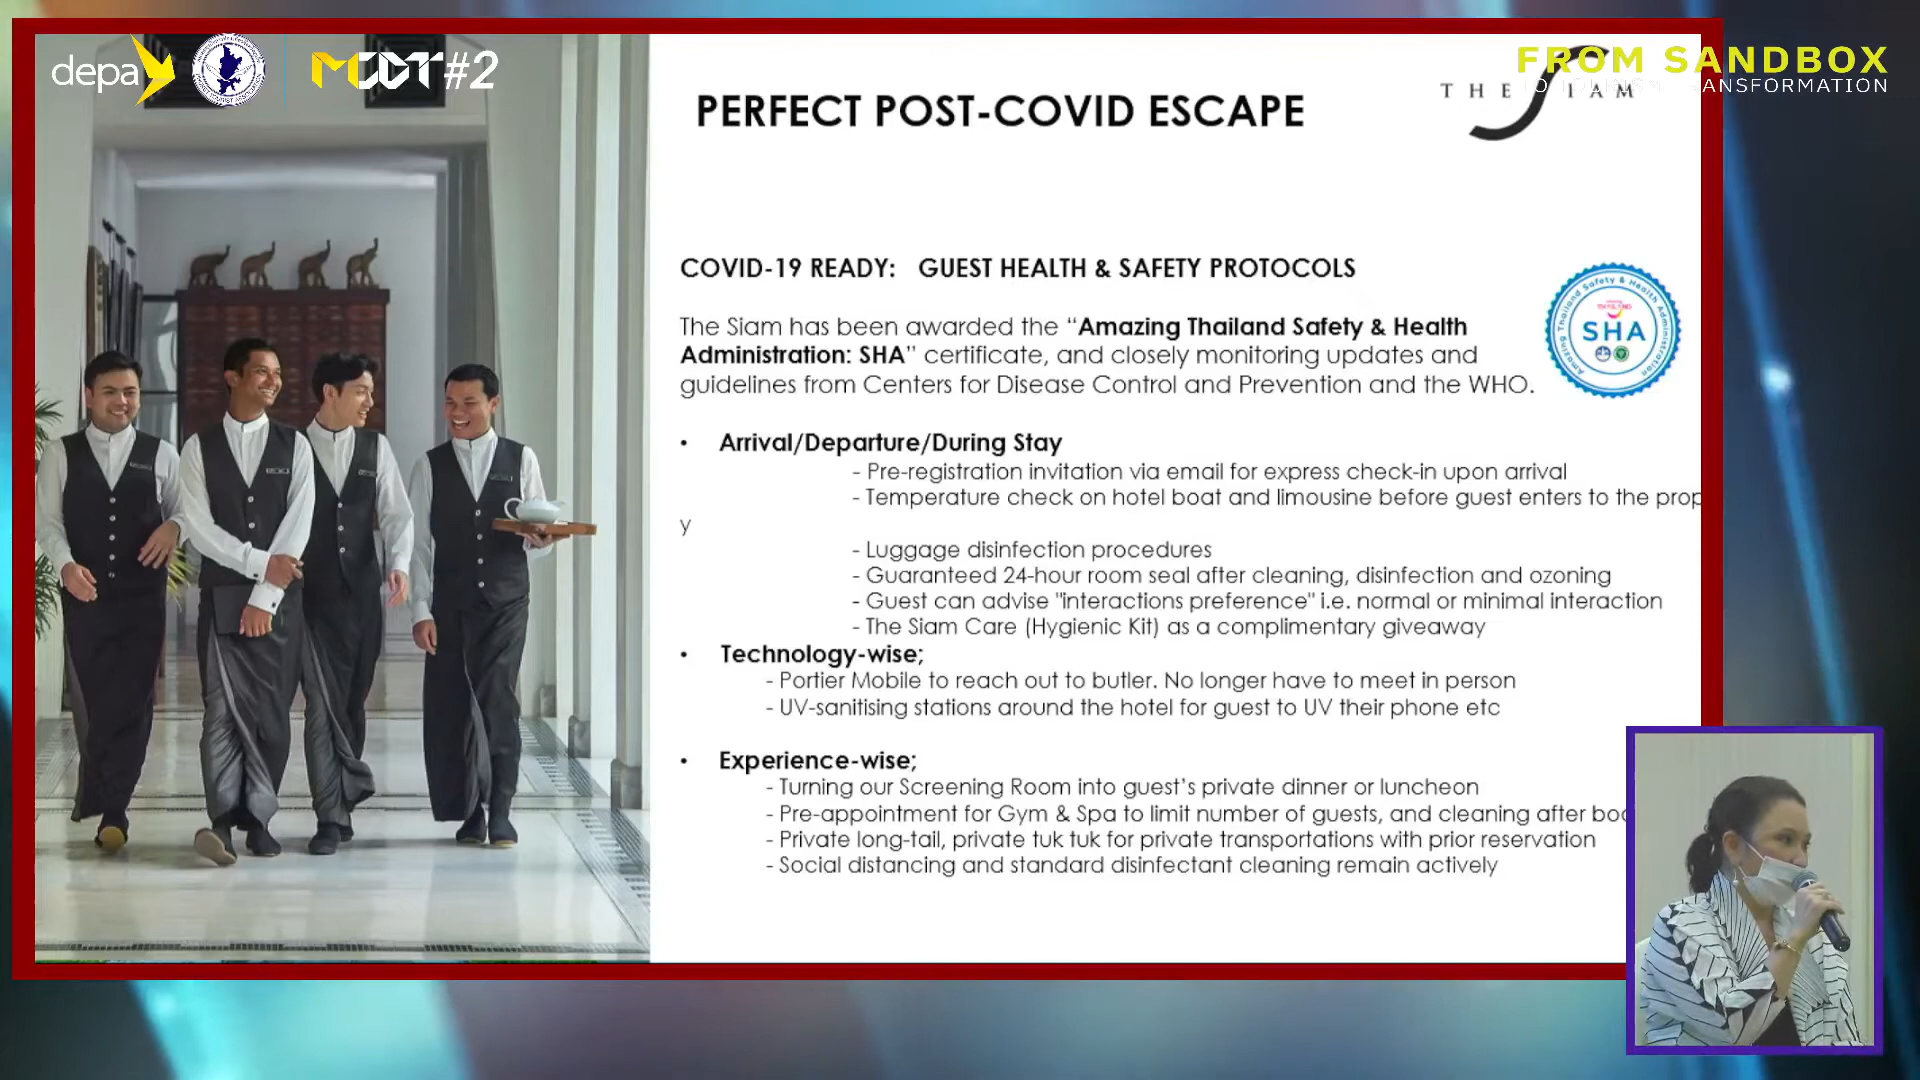 depa
MCDT#2
FROM SANDBOX
THE SIAM
PERFECT POST-COVID ESCAPE
COVID-19 READY: GUEST HEALTH & SAFETY PROTOCOLS
The Siam has been awarded the “Amazing Thailand Safety & Health
Administration: SHA” certificate, and closely monitoring updates and
guidelines from Centers for Disease Control and Prevention and the WHO.
Amazing Thailand Safety & Health Administration
SHA
• Arrival/Departure/During Stay
- Pre-registration invitation via email for express check-in upon arrival
- Temperature check on hotel boat and limousine before guest enters to the prop
y
- Luggage disinfection procedures
- Guaranteed 24-hour room seal after cleaning, disinfection and ozoning
- Guest can advise "interactions preference" i.e. normal or minimal interaction
- The Siam Care (Hygienic Kit) as a complimentary giveaway
• Technology-wise;
- Portier Mobile to reach out to butler. No longer have to meet in person
- UV-sanitising stations around the hotel for guest to UV their phone etc
• Experience-wise;
- Turning our Screening Room into guest’s private dinner or luncheon
- Pre-appointment for Gym & Spa to limit number of guests, and cleaning after boo
- Private long-tail, private tuk tuk for private transportations with prior reservation
- Social distancing and standard disinfectant cleaning remain actively